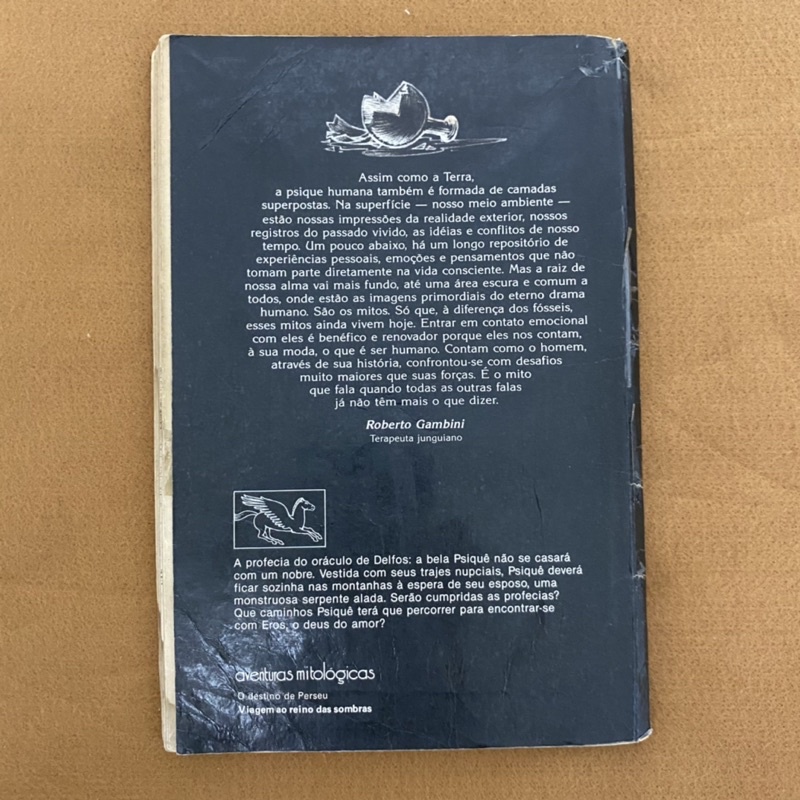 Assim como a Terra,
a psique humana também é formada de camadas
superpostas. Na superfície — nosso meio ambiente —
estão nossas impressões da realidade exterior, nossos
registros do passado vivido, as idéias e conflitos de nosso
tempo. Um pouco abaixo, há um longo repositório de
experiências pessoais, emoções e pensamentos que não
tomam parte diretamente na vida consciente. Mas a raiz de
nossa alma vai mais fundo, até uma área escura e comum a
todos, onde estão as imagens primordiais do eterno drama
humano. São os mitos. Só que, à diferença dos fósseis,
esses mitos ainda vivem hoje. Entrar em contato emocional
com eles é benéfico e renovador porque eles nos contam,
à sua moda, o que é ser humano. Contam como o homem,
através de sua história, confrontou-se com desafios
muito maiores que suas forças. É o mito
que fala quando todas as outras falas
já não têm mais o que dizer.
Roberto Gambini
Terapeuta junguiano
A profecia do oráculo de Delfos: a bela Psiquê não se casará
com um nobre. Vestida com seus trajes nupciais, Psiquê deverá
ficar sozinha nas montanhas à espera de seu esposo, uma
monstruosa serpente alada. Serão cumpridas as profecias?
Que caminhos Psiquê terá que percorrer para encontrar-se
com Eros, o deus do amor?
aventuras mitológicas
O destino de Perseu
Viagem ao reino das sombras